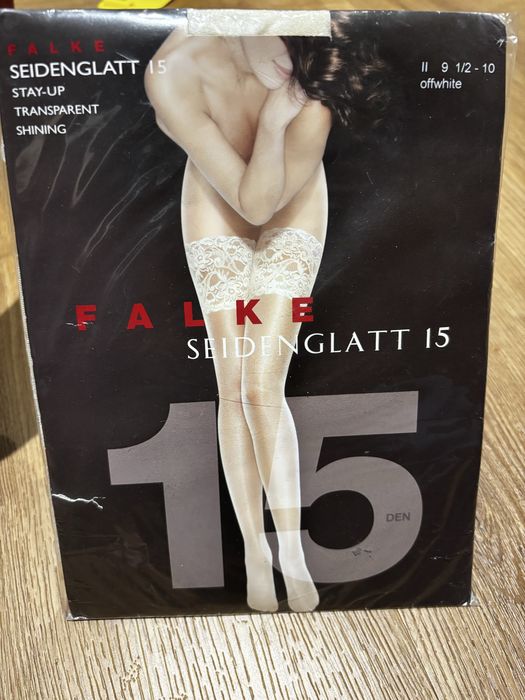 FALKE
SEIDENGLATT 15
STAY-UP
TRANSPARENT
SHINING
II 9 1/2 - 10
offwhite
FALKE
SEIDENGLATT 15
15
DEN